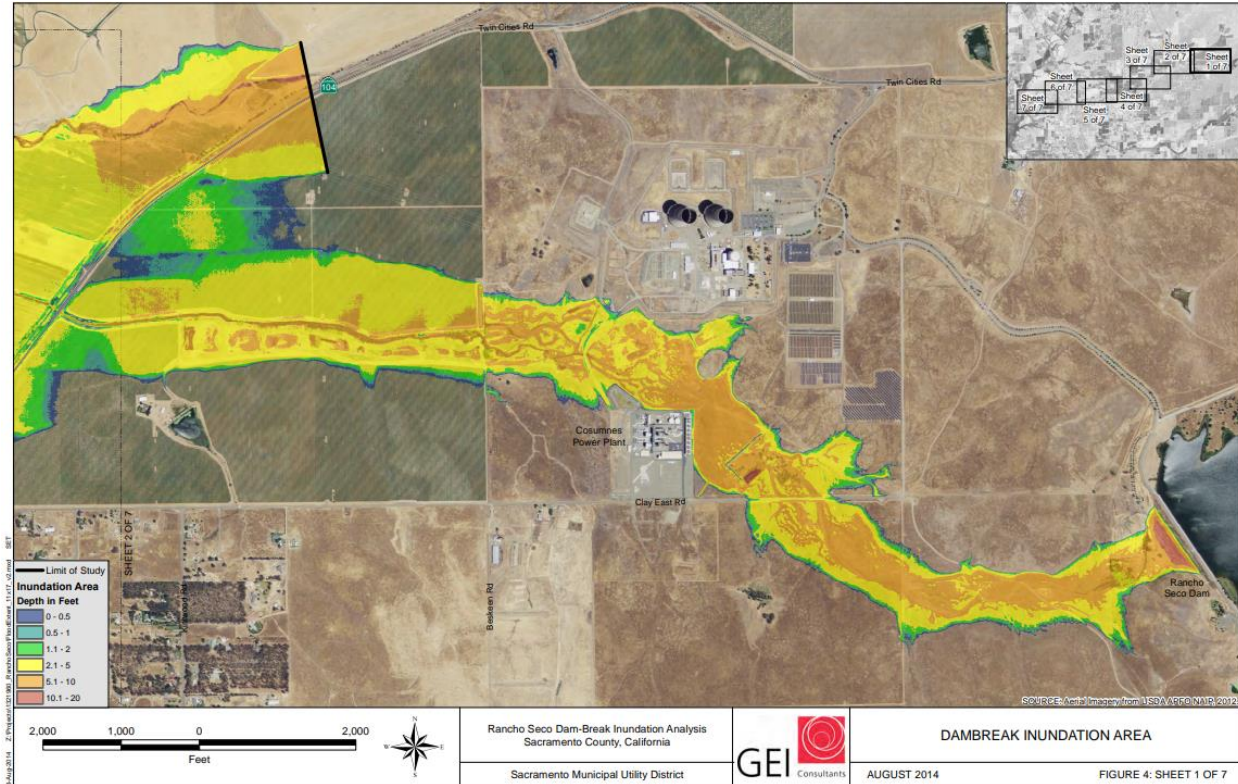 Twin Cities Rd
Twin Cities Rd
104
Sheet
1 of 7
Sheet
2 of 7
Sheet
3 of 7
Sheet
4 of 7
Sheet
5 of 7
Sheet
6 of 7
Sheet
7 of 7
Cosumnes
Power Plant
Clay East Rd
Rancho
Seco Dam
SHEET 2 OF 7
Beskeen Rd
Limit of Study
Inundation Area
Depth in Feet
0 - 0.5
0.5 - 1
1.1 - 2
2.1 - 5
5.1 - 10
10.1 - 20
SOURCE: Aerial Imagery from USDA APFO NAIP, 2012
2,000 1,000 0 2,000
Feet
N
W E
S
Rancho Seco Dam-Break Inundation Analysis
Sacramento County, California
Sacramento Municipal Utility District
GEI Consultants
DAMBREAK INUNDATION AREA
AUGUST 2014
FIGURE 4: SHEET 1 OF 7